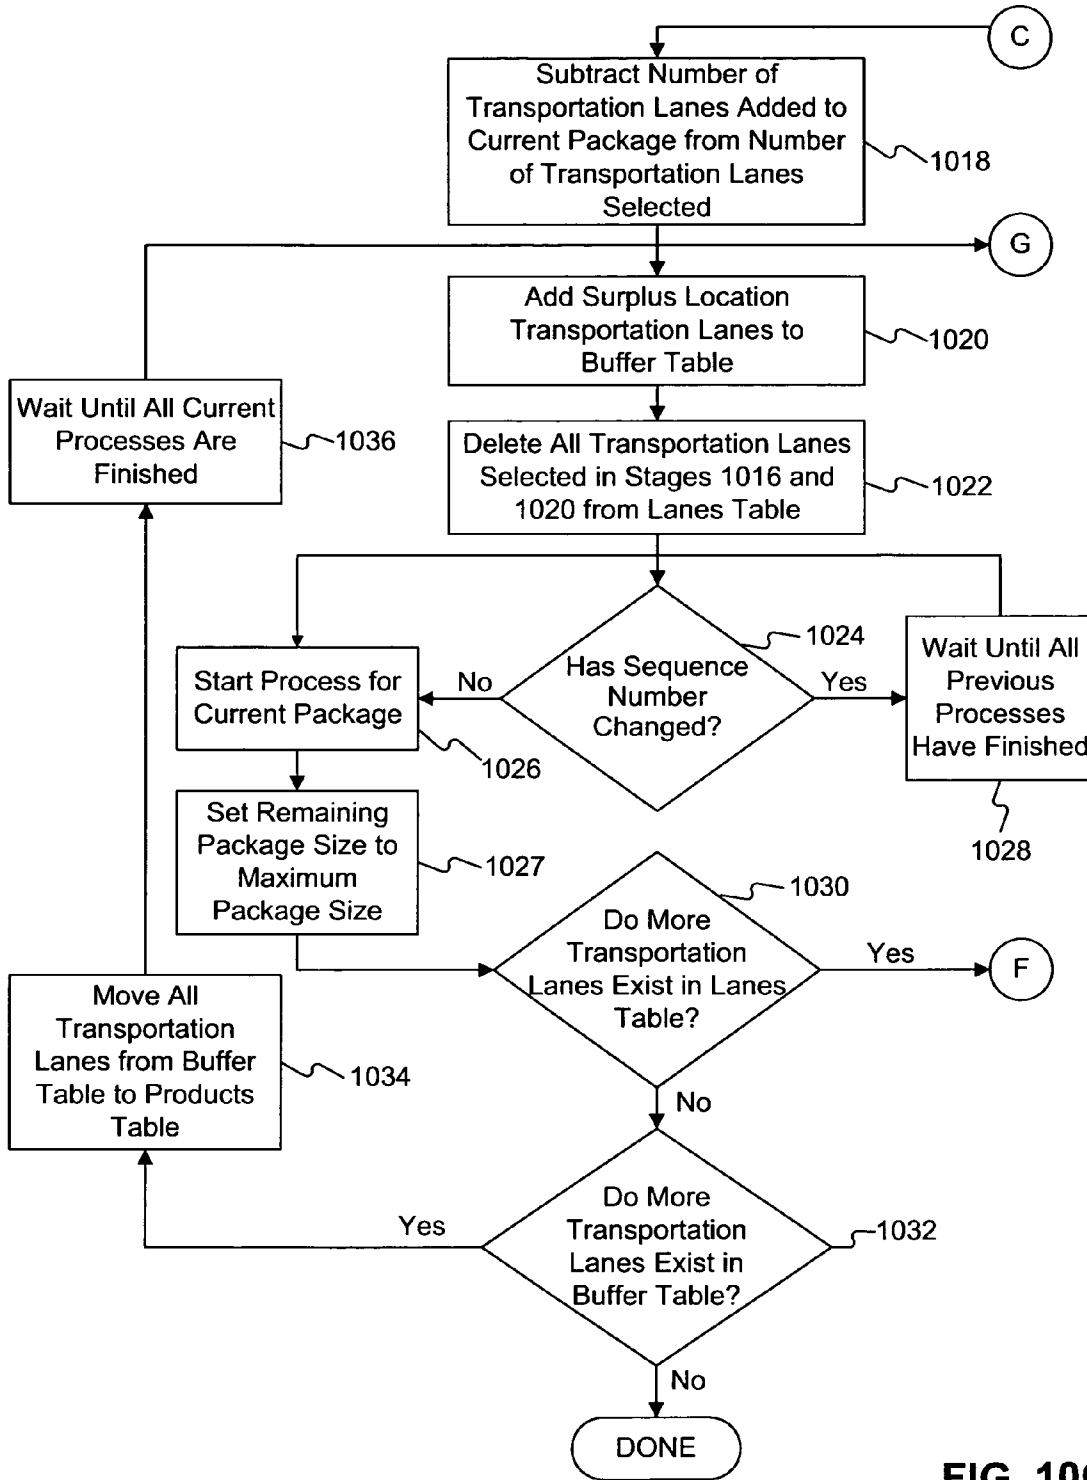 C
Subtract Number of
Transportation Lanes Added to
Current Package from Number
of Transportation Lanes
Selected
1018
G
Add Surplus Location
Transportation Lanes to
Buffer Table
1020
Wait Until All Current
Processes Are
Finished
1036
Delete All Transportation Lanes
Selected in Stages 1016 and
1020 from Lanes Table
1022
1024
Has Sequence
Number
Changed?
No
Yes
Start Process for
Current Package
1026
Wait Until All
Previous
Processes
Have Finished
1028
Set Remaining
Package Size to
Maximum
Package Size
1027
1030
Do More
Transportation
Lanes Exist in Lanes
Table?
Yes
F
No
Move All
Transportation
Lanes from Buffer
Table to Products
Table
1034
Do More
Transportation
Lanes Exist in
Buffer Table?
1032
Yes
No
DONE
FIG.